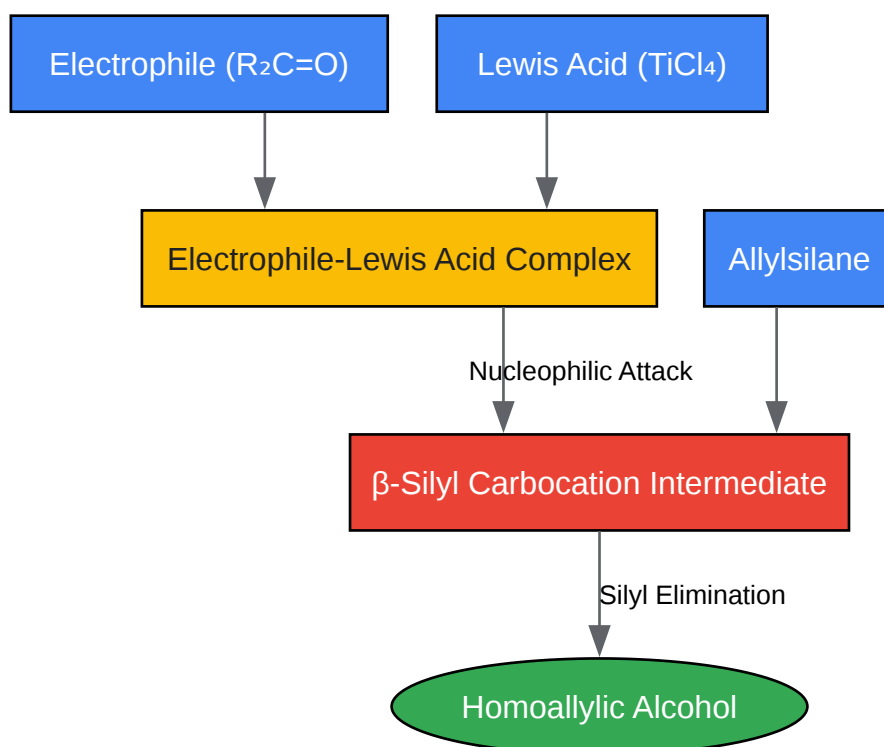 Electrophile (R₂C=O)
Lewis Acid (TiCl₄)
Electrophile-Lewis Acid Complex
Allylsilane
Nucleophilic Attack
β-Silyl Carbocation Intermediate
Silyl Elimination
Homoallylic Alcohol